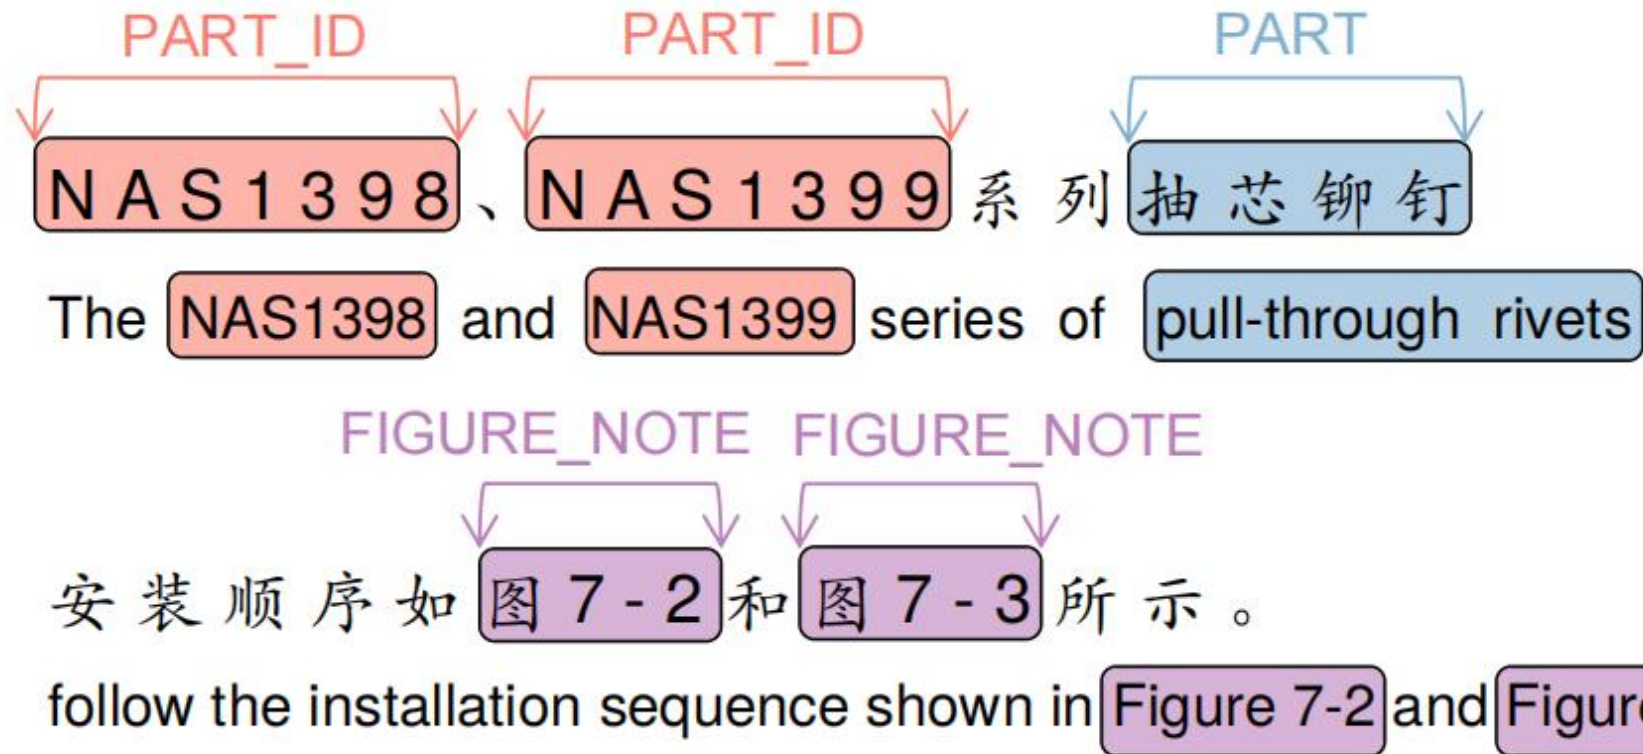 PART_ID PART_ID PART
NAS1398、NAS1399系列抽芯铆钉
The NAS1398 and NAS1399 series of pull-through rivets
FIGURE_NOTE FIGURE_NOTE
安装顺序如图7-2和图7-3所示。
follow the installation sequence shown in Figure 7-2 and